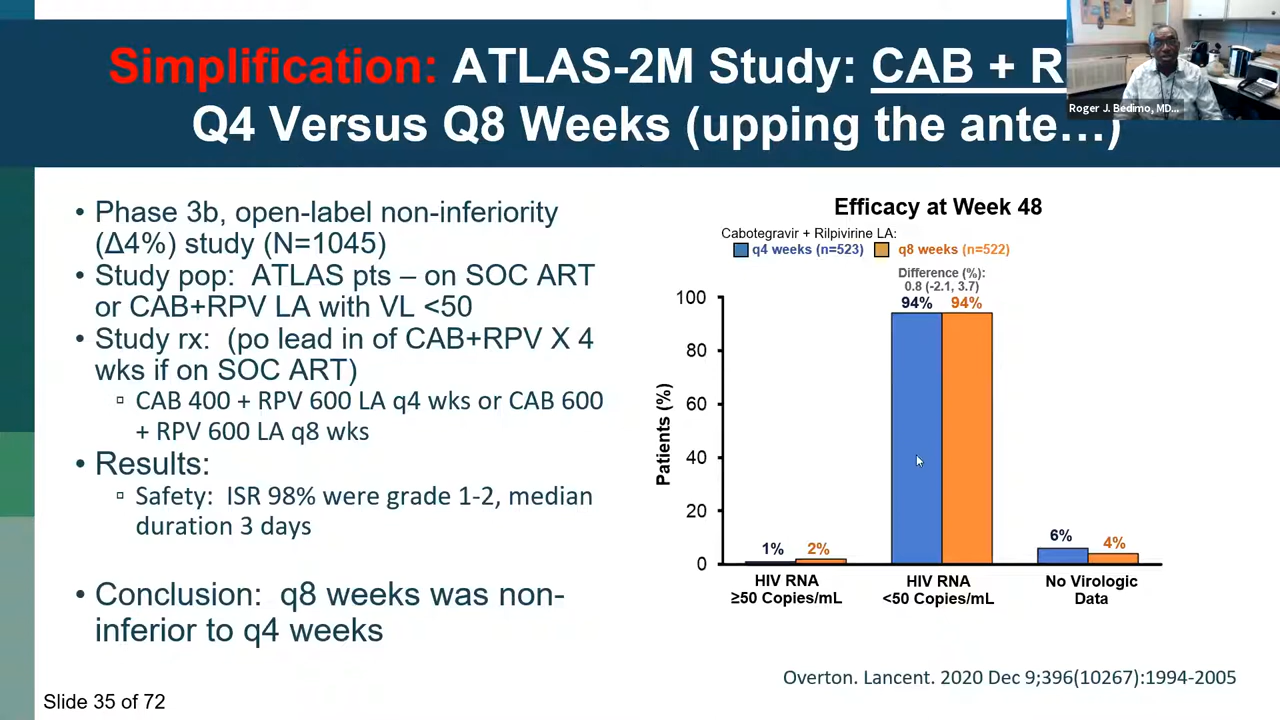 Simplification: ATLAS-2M Study: CAB + R
Q4 Versus Q8 Weeks (upping the ante…)
Roger J. Bedimo, MD...
• Phase 3b, open-label non-inferiority
(Δ4%) study (N=1045)
• Study pop: ATLAS pts – on SOC ART
or CAB+RPV LA with VL <50
• Study rx: (po lead in of CAB+RPV X 4
wks if on SOC ART)
▫ CAB 400 + RPV 600 LA q4 wks or CAB 600
+ RPV 600 LA q8 wks
• Results:
▫ Safety: ISR 98% were grade 1-2, median
duration 3 days
• Conclusion: q8 weeks was non-
inferior to q4 weeks
Efficacy at Week 48
Cabotegravir + Rilpivirine LA:
q4 weeks (n=523) q8 weeks (n=522)
Difference (%):
0.8 (-2.1, 3.7)
94% 94%
100
80
60
40
20
0
Patients (%)
1% 2%
6% 4%
HIV RNA
≥50 Copies/mL
HIV RNA
<50 Copies/mL
No Virologic
Data
Overton. Lancent. 2020 Dec 9;396(10267):1994-2005
Slide 35 of 72